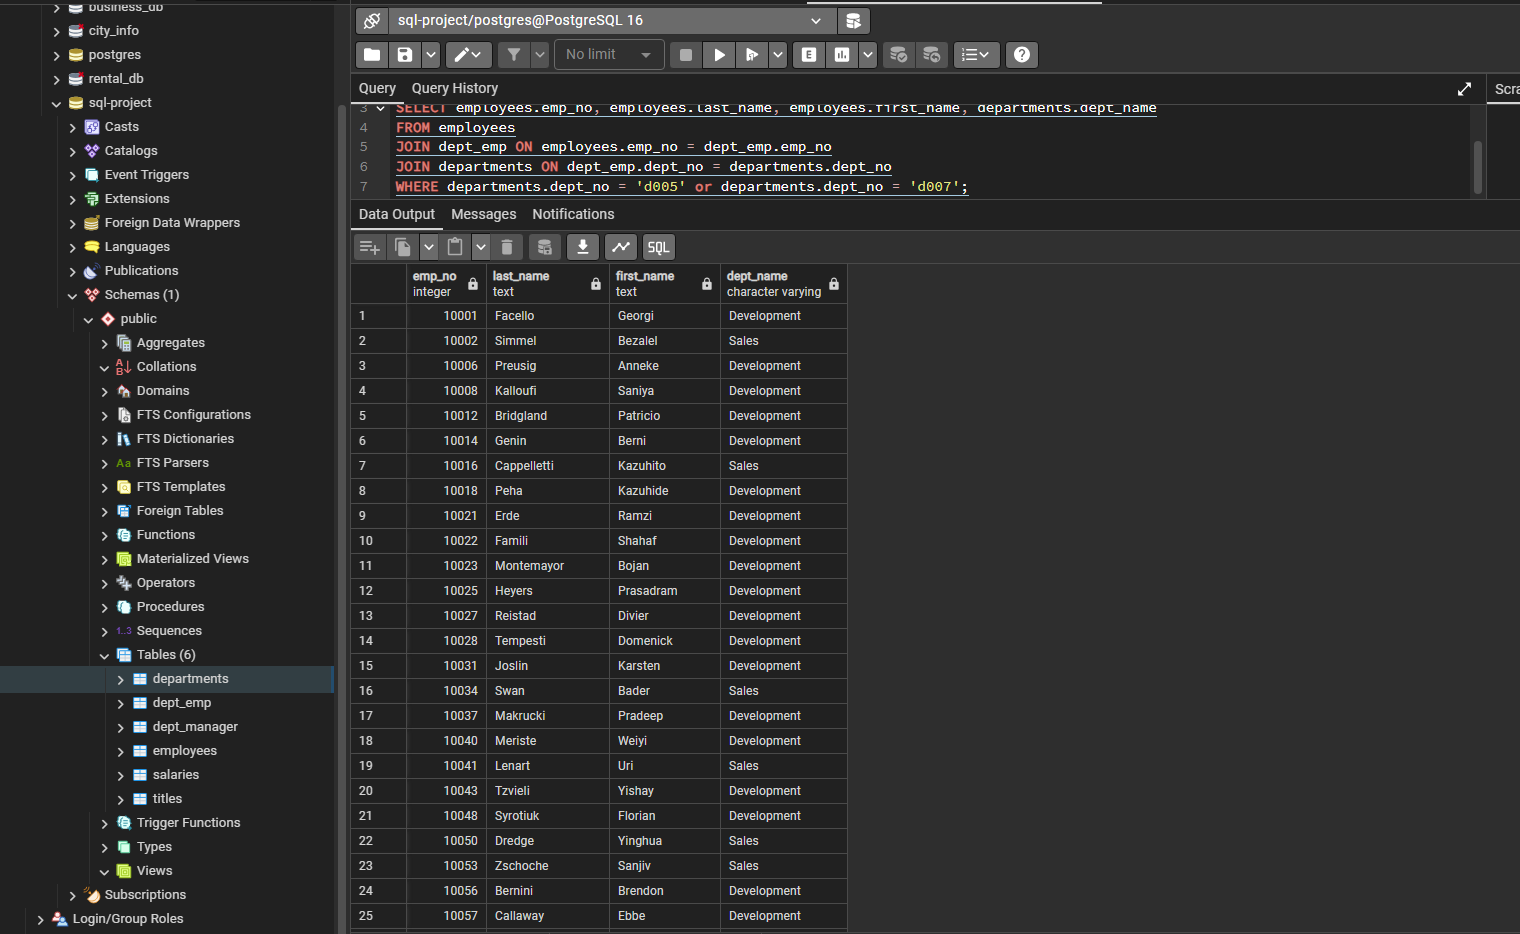 business_db
city_info
postgres
rental_db
sql-project
Casts
Catalogs
Event Triggers
Extensions
Foreign Data Wrappers
Languages
Publications
Schemas (1)
public
Aggregates
Collations
Domains
FTS Configurations
FTS Dictionaries
Aa FTS Parsers
FTS Templates
Foreign Tables
Functions
Materialized Views
Operators
Procedures
1..3 Sequences
Tables (6)
departments
dept_emp
dept_manager
employees
salaries
titles
Trigger Functions
Types
Views
Subscriptions
Login/Group Roles
sql-project/postgres@PostgreSQL 16
No limit
E
Query Query History
Scra
3 SELECT employees.emp_no, employees.last_name, employees.first_name, departments.dept_name
4 FROM employees
5 JOIN dept_emp ON employees.emp_no = dept_emp.emp_no
6 JOIN departments ON dept_emp.dept_no = departments.dept_no
7 WHERE departments.dept_no = 'd005' or departments.dept_no = 'd007';
Data Output Messages Notifications
SQL
emp_no last_name first_name dept_name
integer text text character varying
1 10001 Facello Georgi Development
2 10002 Simmel Bezalel Sales
3 10006 Preusig Anneke Development
4 10008 Kalloufi Saniya Development
5 10012 Bridgland Patricio Development
6 10014 Genin Berni Development
7 10016 Cappelletti Kazuhito Sales
8 10018 Peha Kazuhide Development
9 10021 Erde Ramzi Development
10 10022 Famili Shahaf Development
11 10023 Montemayor Bojan Development
12 10025 Heyers Prasadram Development
13 10027 Reistad Divier Development
14 10028 Tempesti Domenick Development
15 10031 Joslin Karsten Development
16 10034 Swan Bader Sales
17 10037 Makrucki Pradeep Development
18 10040 Meriste Weiyi Development
19 10041 Lenart Uri Sales
20 10043 Tzvieli Yishay Development
21 10048 Syrotiuk Florian Development
22 10050 Dredge Yinghua Sales
23 10053 Zschoche Sanjiv Sales
24 10056 Bernini Brendon Development
25 10057 Callaway Ebbe Development